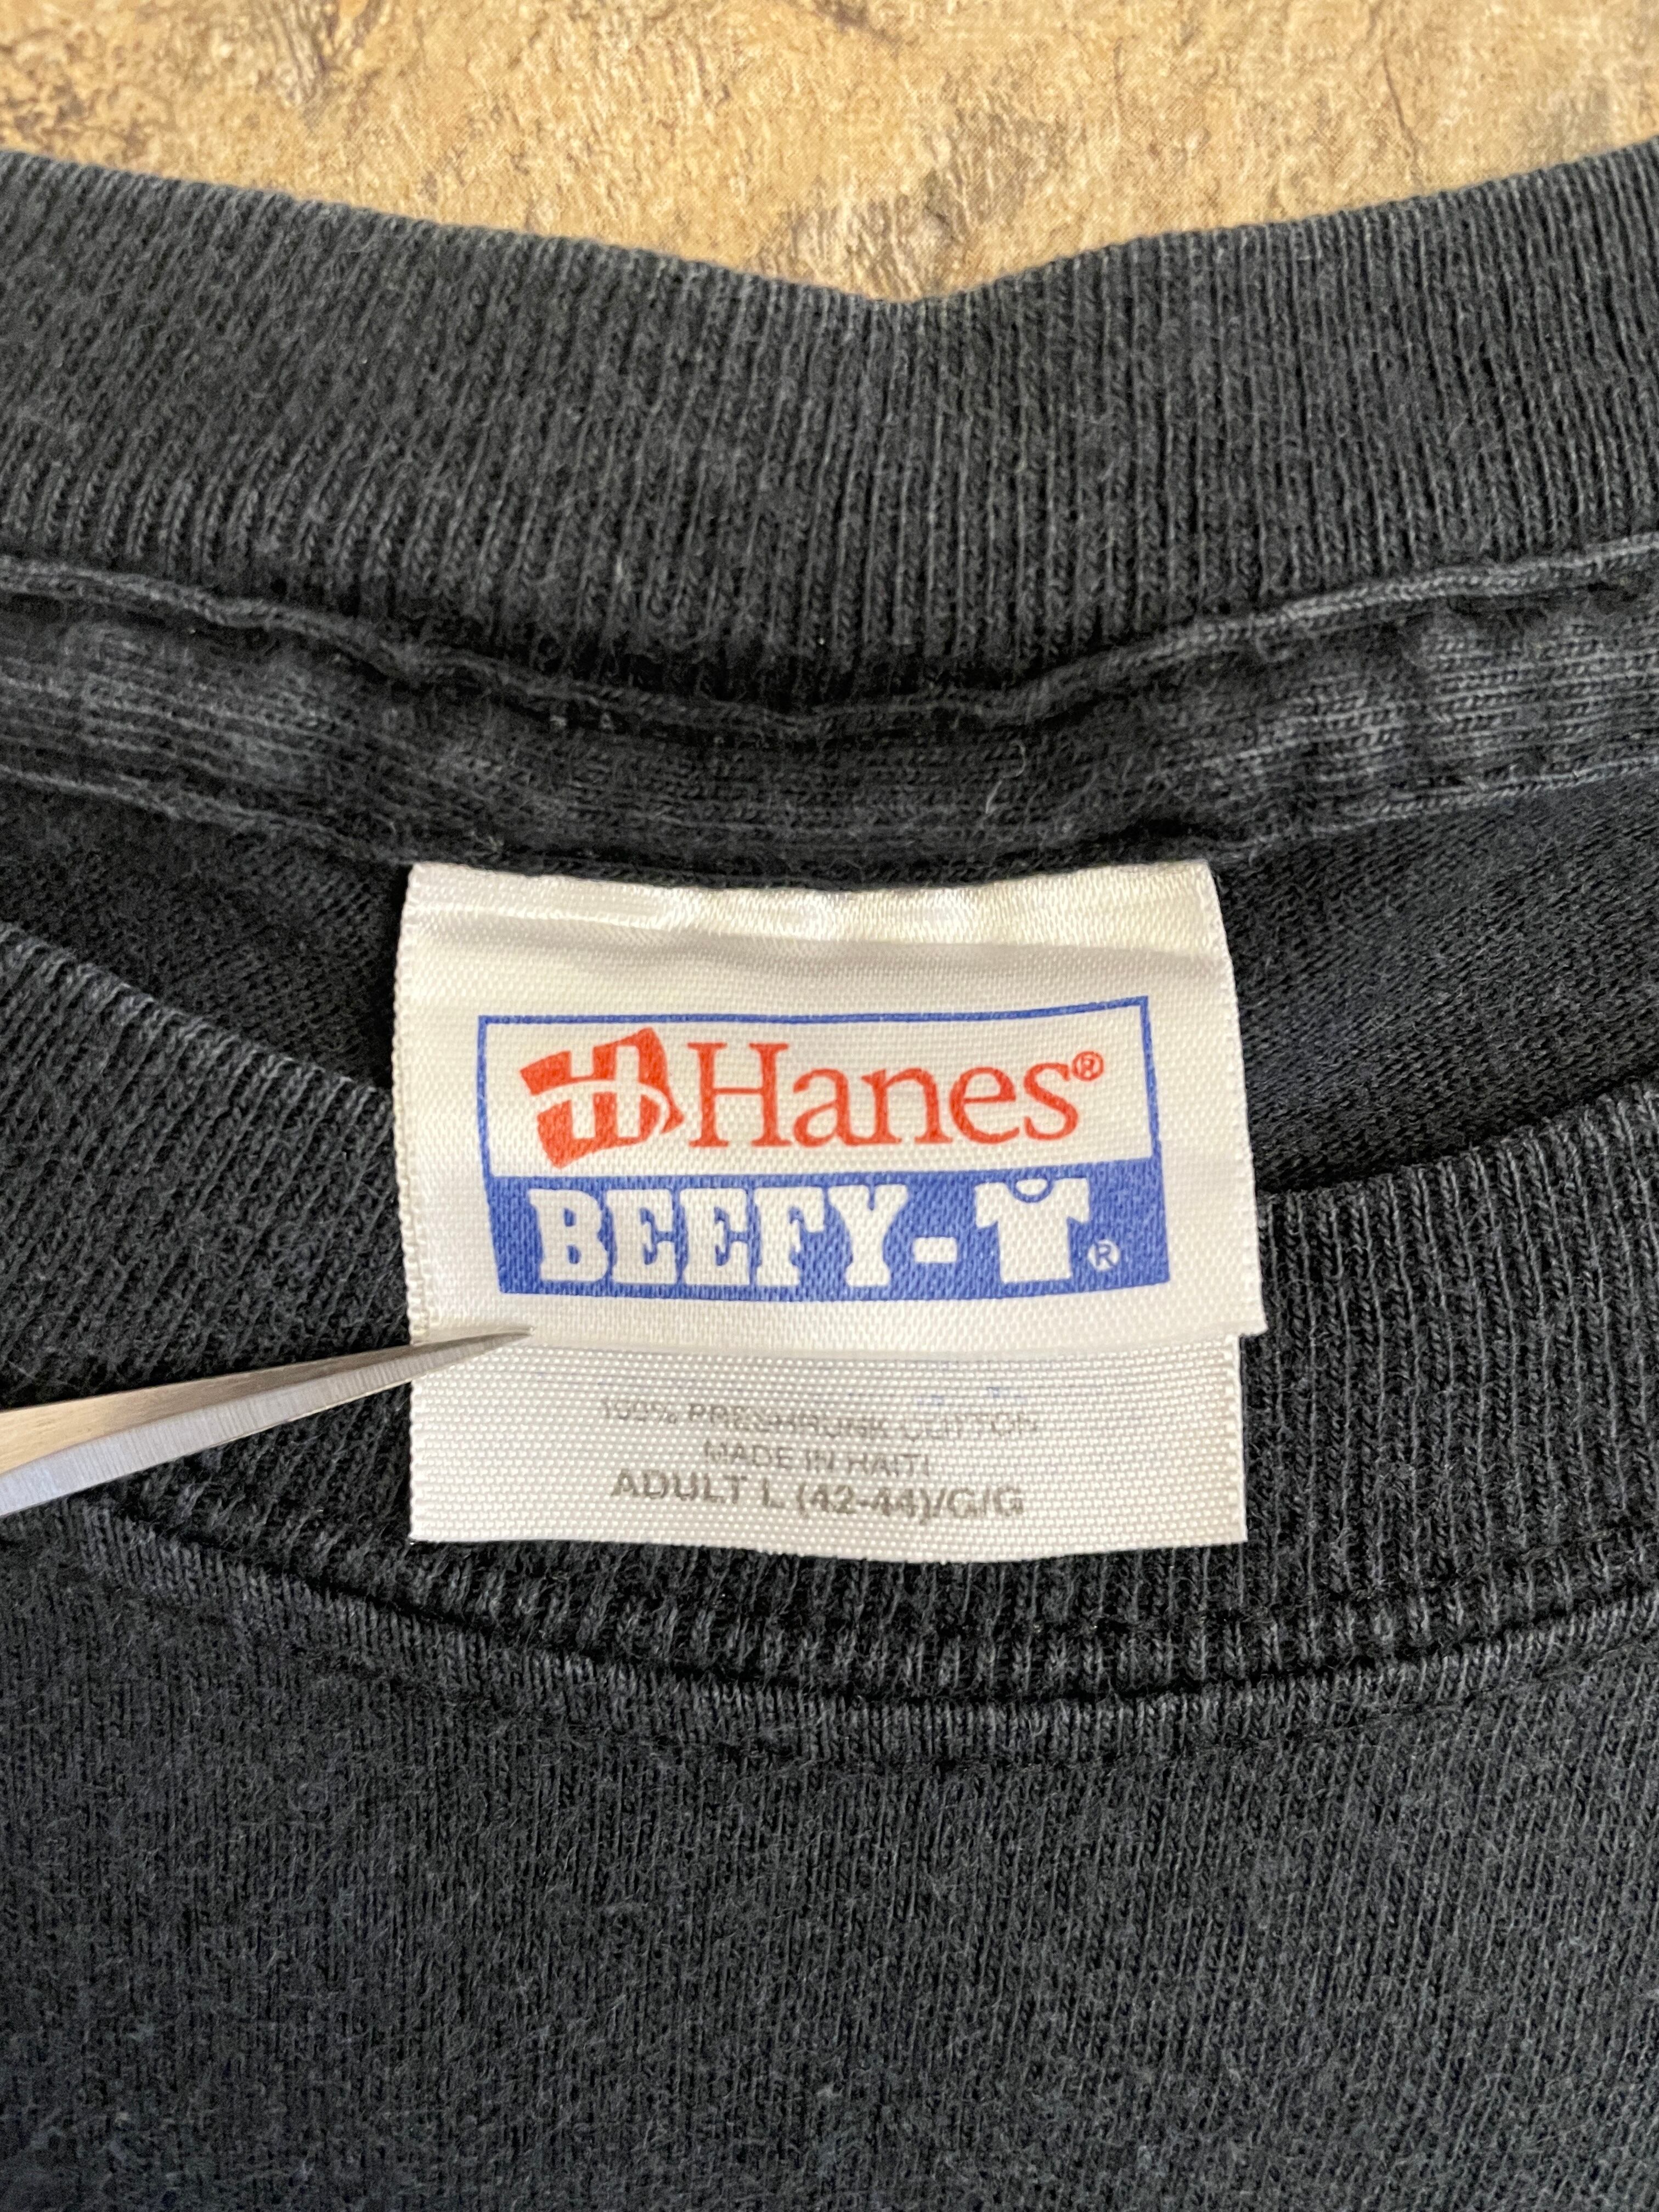 H Hanes®
BEEFY-T®
100% PRESHRUNK COTTON
MADE IN HAITI
ADULT L (42-44)/G/G